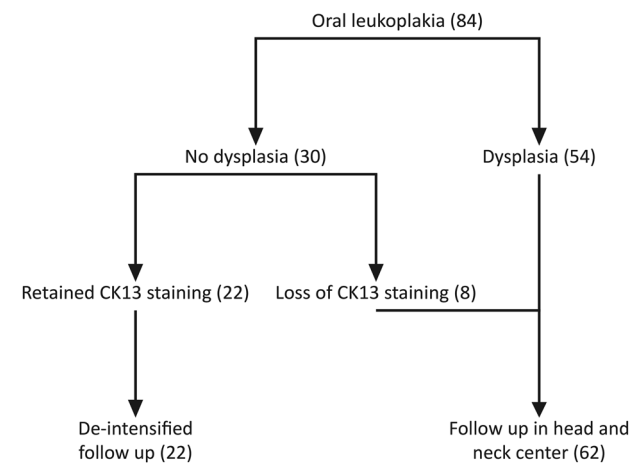 Oral leukoplakia (84)
No dysplasia (30)
Dysplasia (54)
Retained CK13 staining (22)
Loss of CK13 staining (8)
De-intensified
follow up (22)
Follow up in head and
neck center (62)